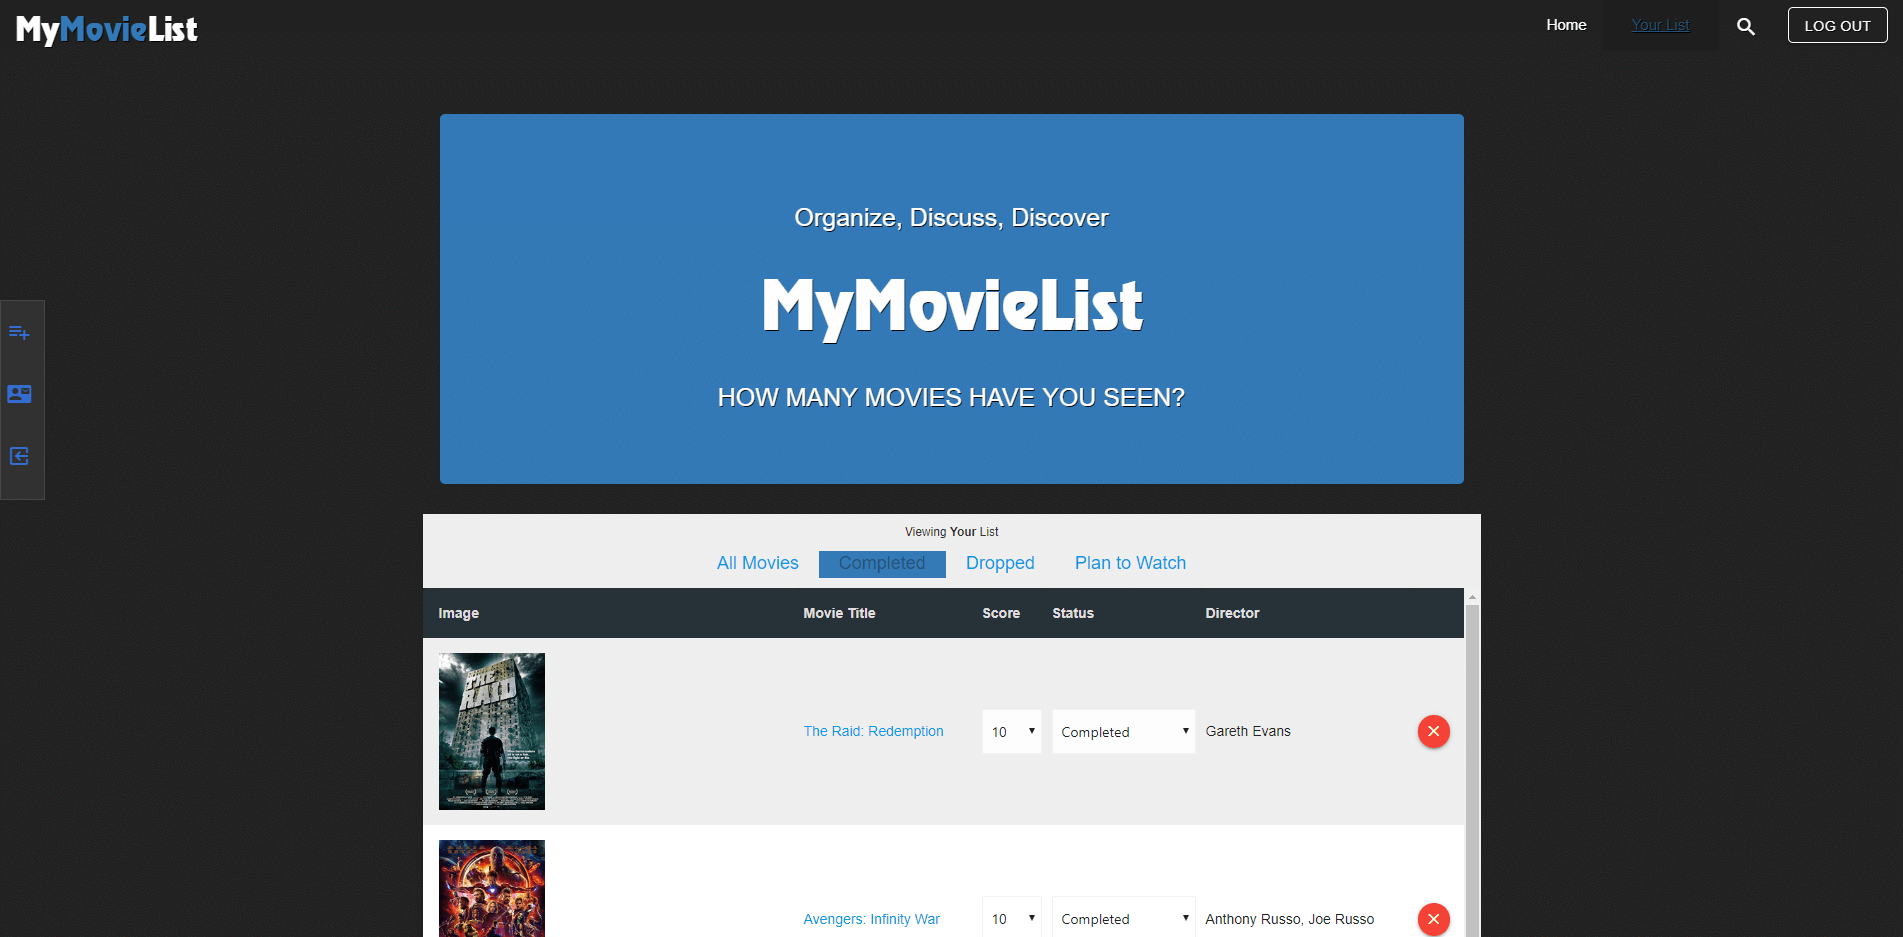 MyMovieList
Home
Your List
LOG OUT
Organize, Discuss, Discover
MyMovieList
HOW MANY MOVIES HAVE YOU SEEN?
Viewing Your List
All Movies Completed Dropped Plan to Watch
Image Movie Title Score Status Director
THE
RAID
The Raid: Redemption 10 Completed Gareth Evans
Avengers: Infinity War 10 Completed Anthony Russo, Joe Russo